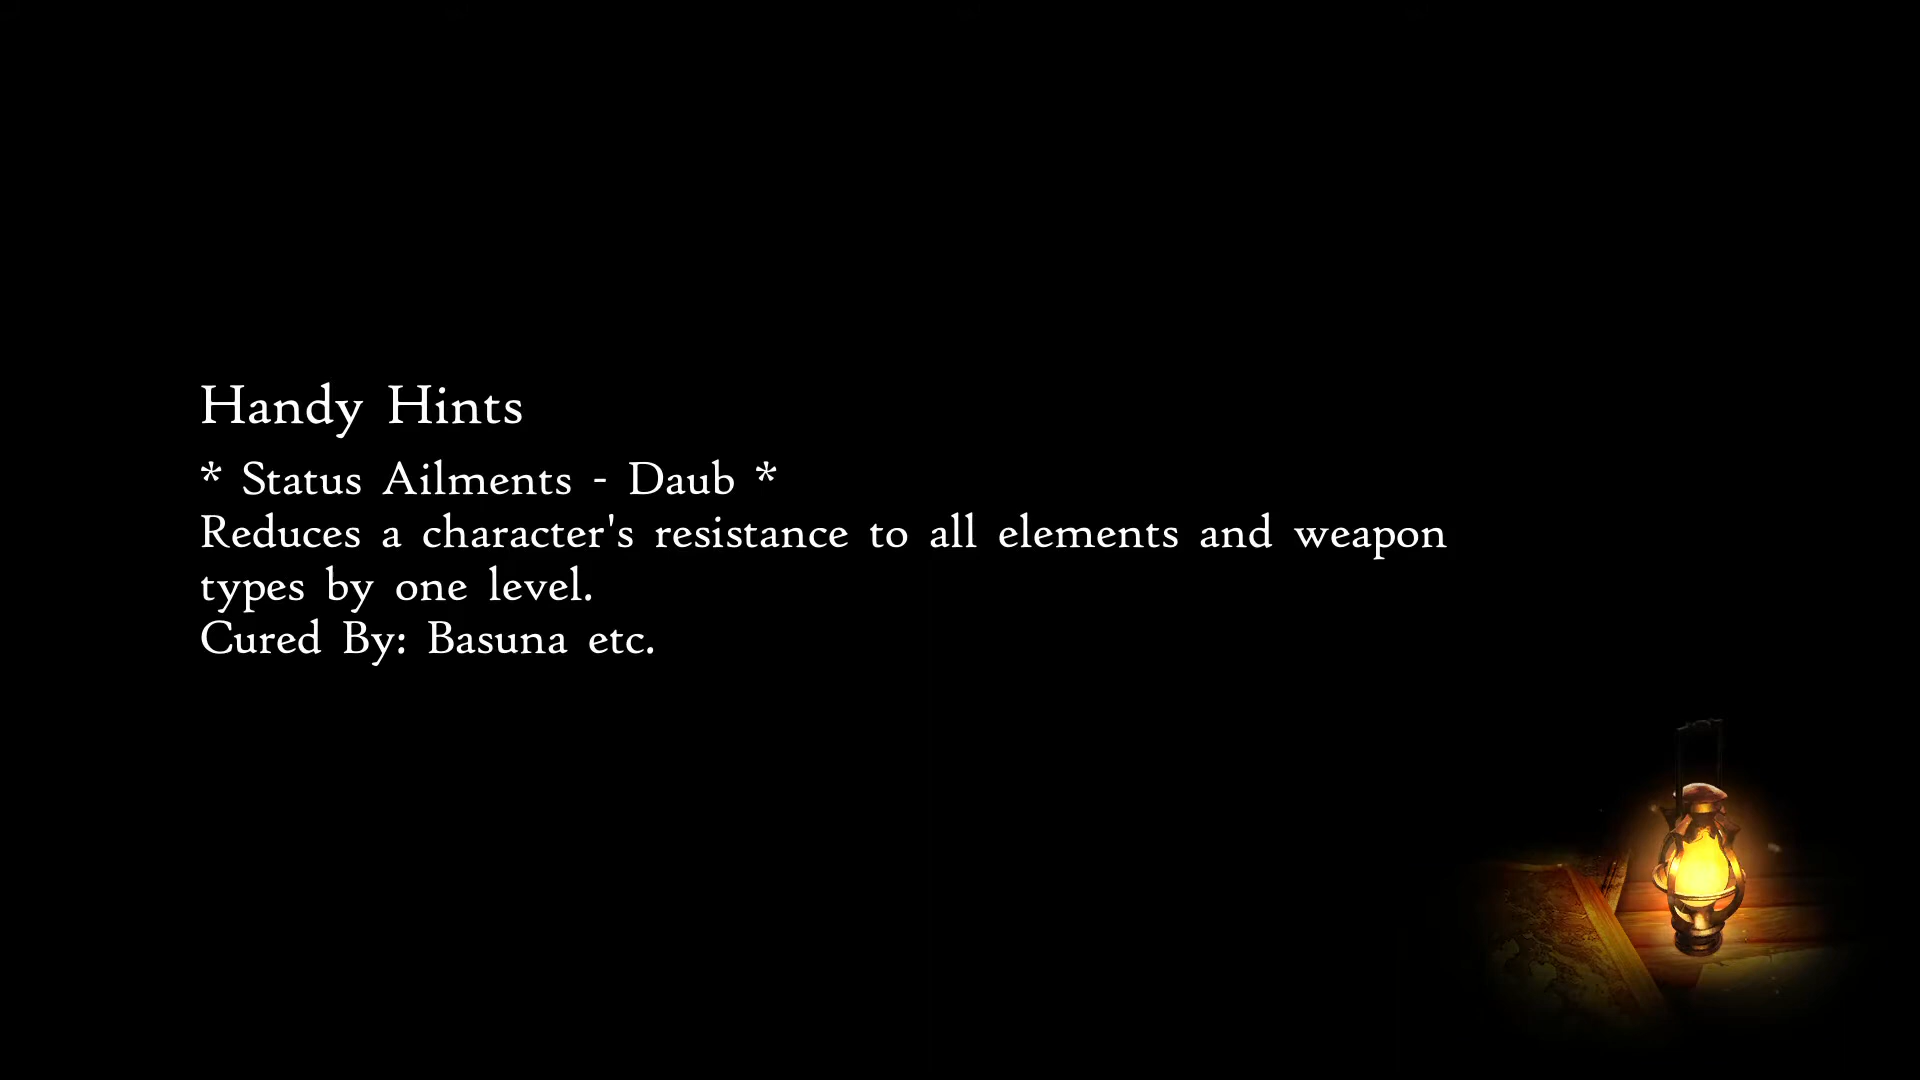 Handy Hints
* Status Ailments - Daub *
Reduces a character's resistance to all elements and weapon
types by one level.
Cured By: Basuna etc.